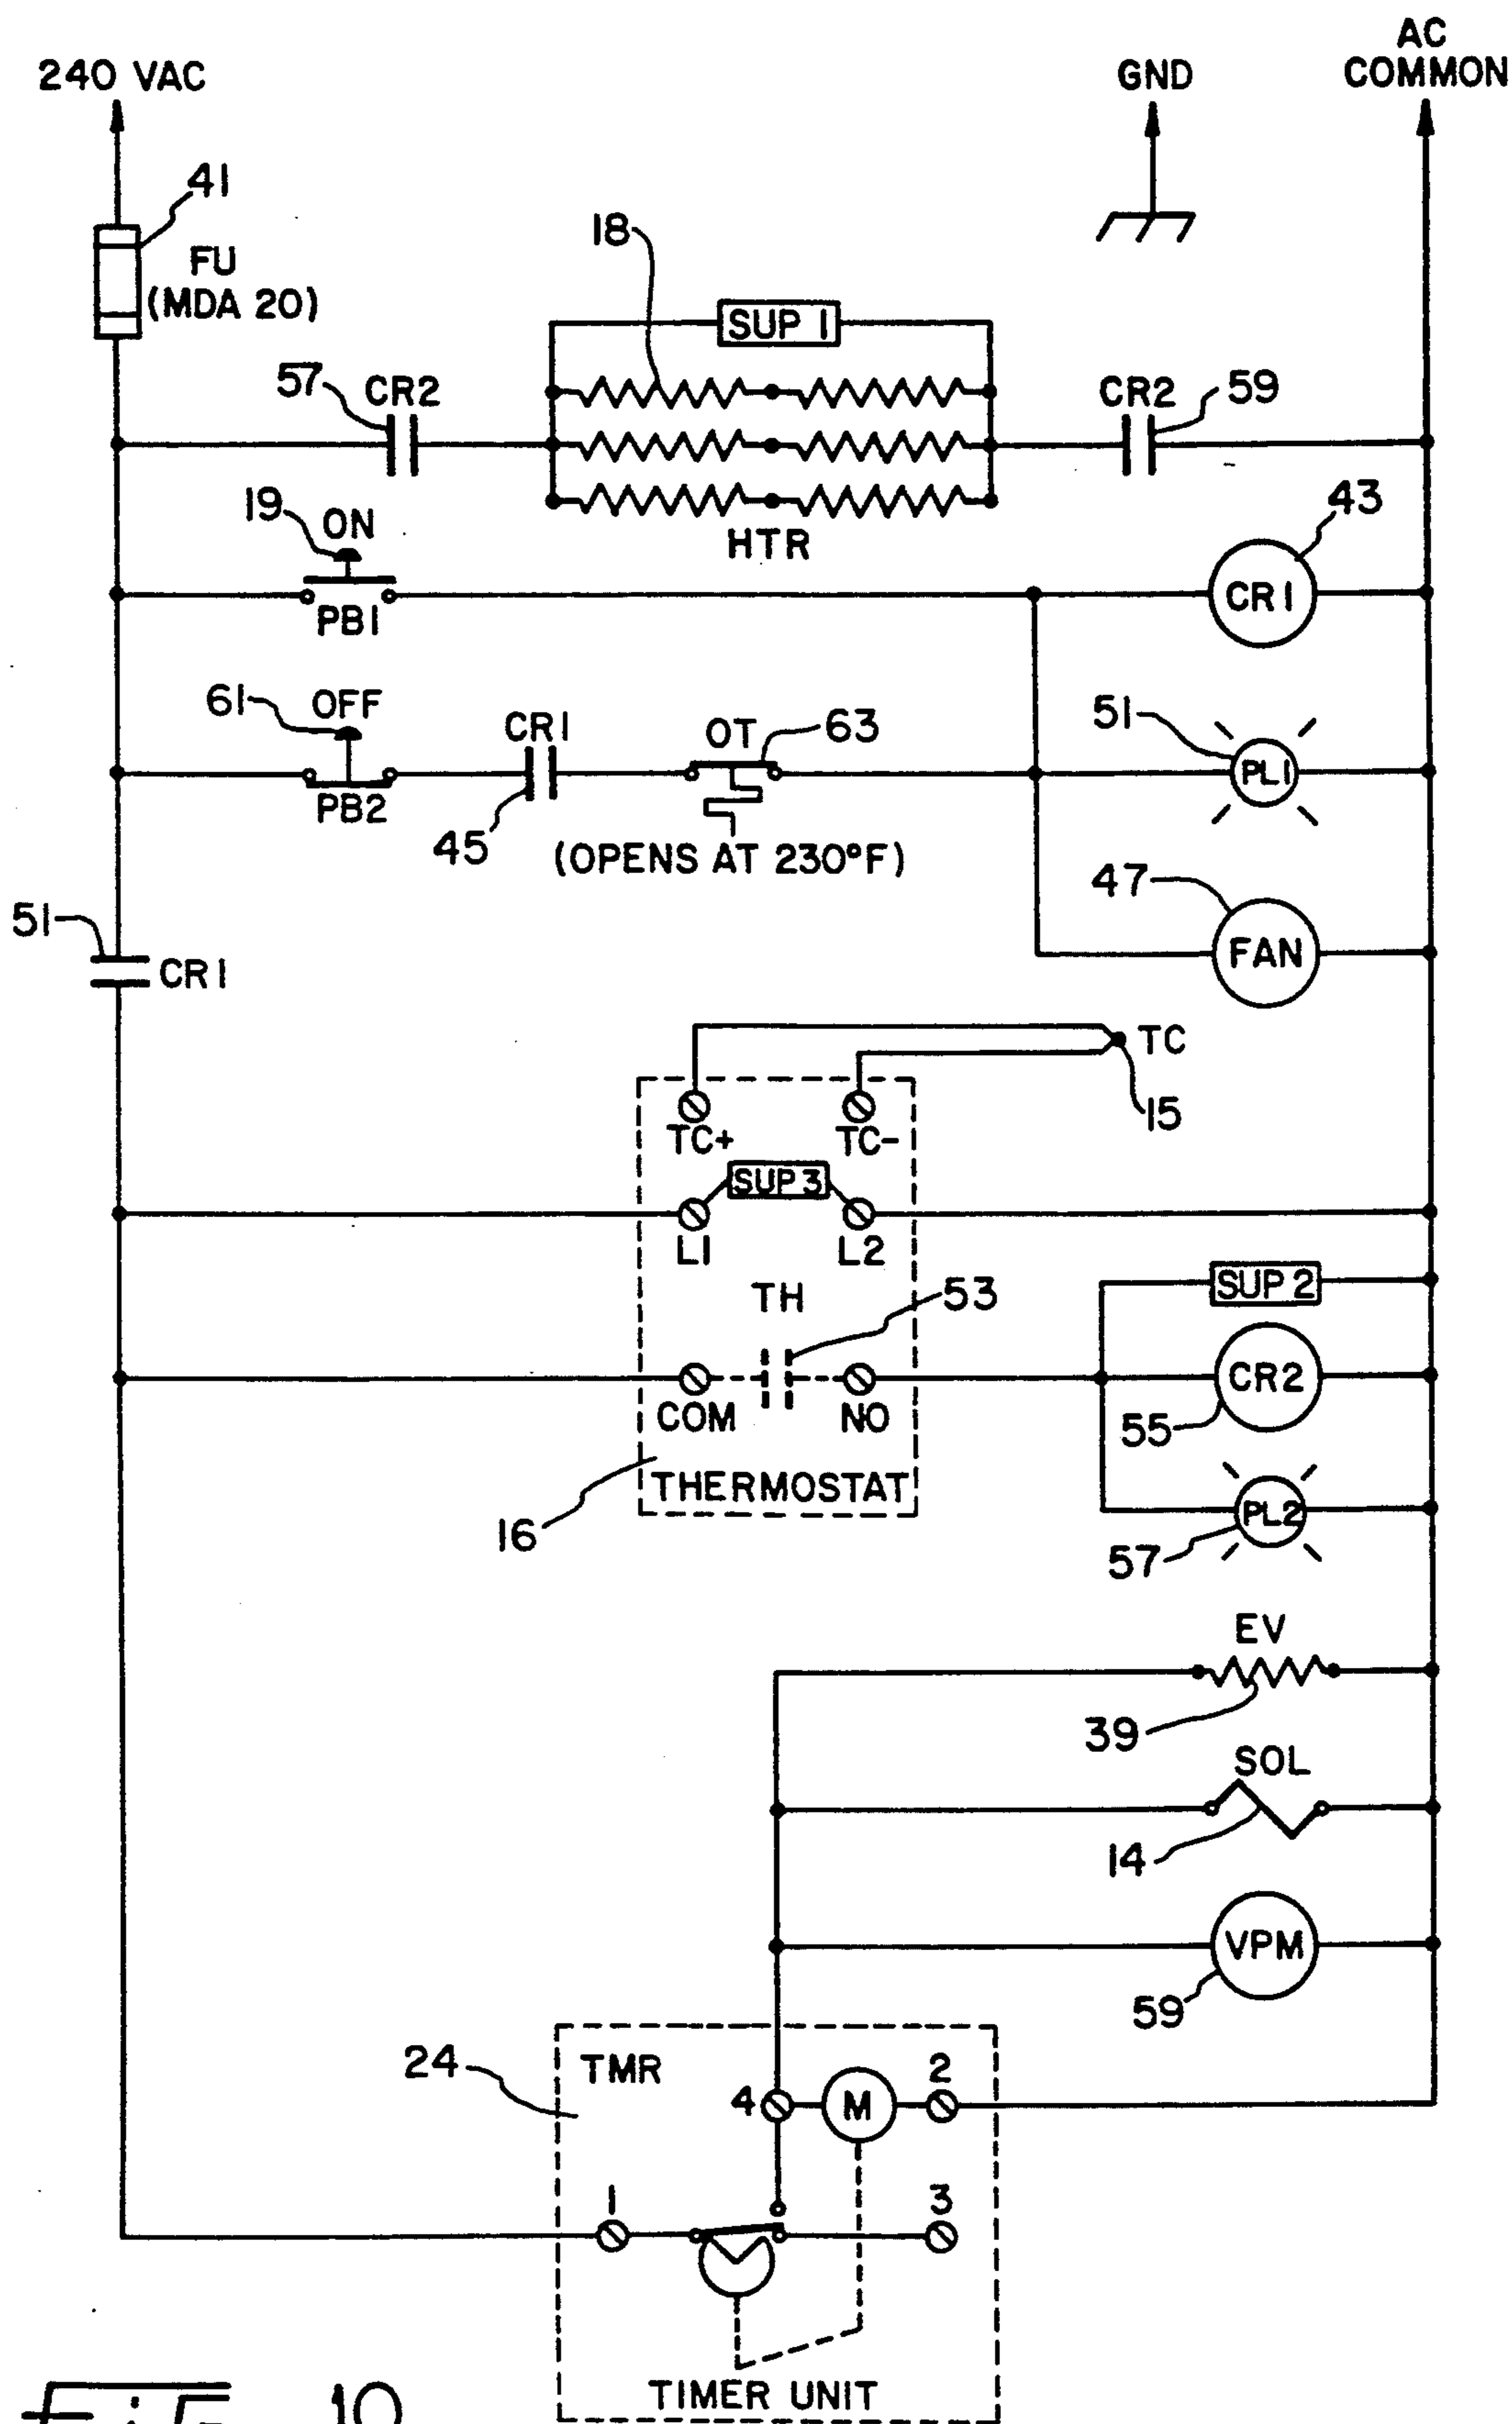 AC
240 VAC
GND
COMMON
41
FU
(MDA 20)
18
SUP 1
57
CR2
CR2
59
19
ON
HTR
43
PB1
CR1
61
OFF
CR1
OT
63
51
PL1
PB2
45
(OPENS AT 230°F)
47
51
CR1
FAN
TC
15
TC+
TC-
SUP 3
L1
L2
TH
53
SUP 2
CR2
COM
NO
55
THERMOSTAT
16
PL2
57
EV
39
SOL
14
VPM
59
24
TMR
4
M
2
1
3
TIMER UNIT
Fig 10